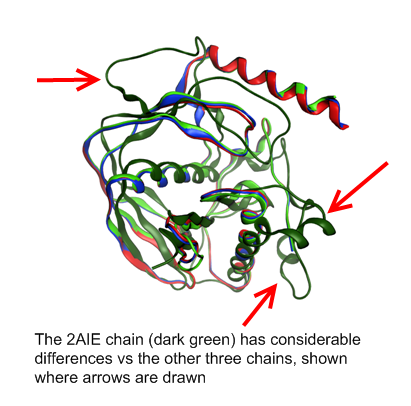 The 2AIE chain (dark green) has considerable
differences vs the other three chains, shown
where arrows are drawn